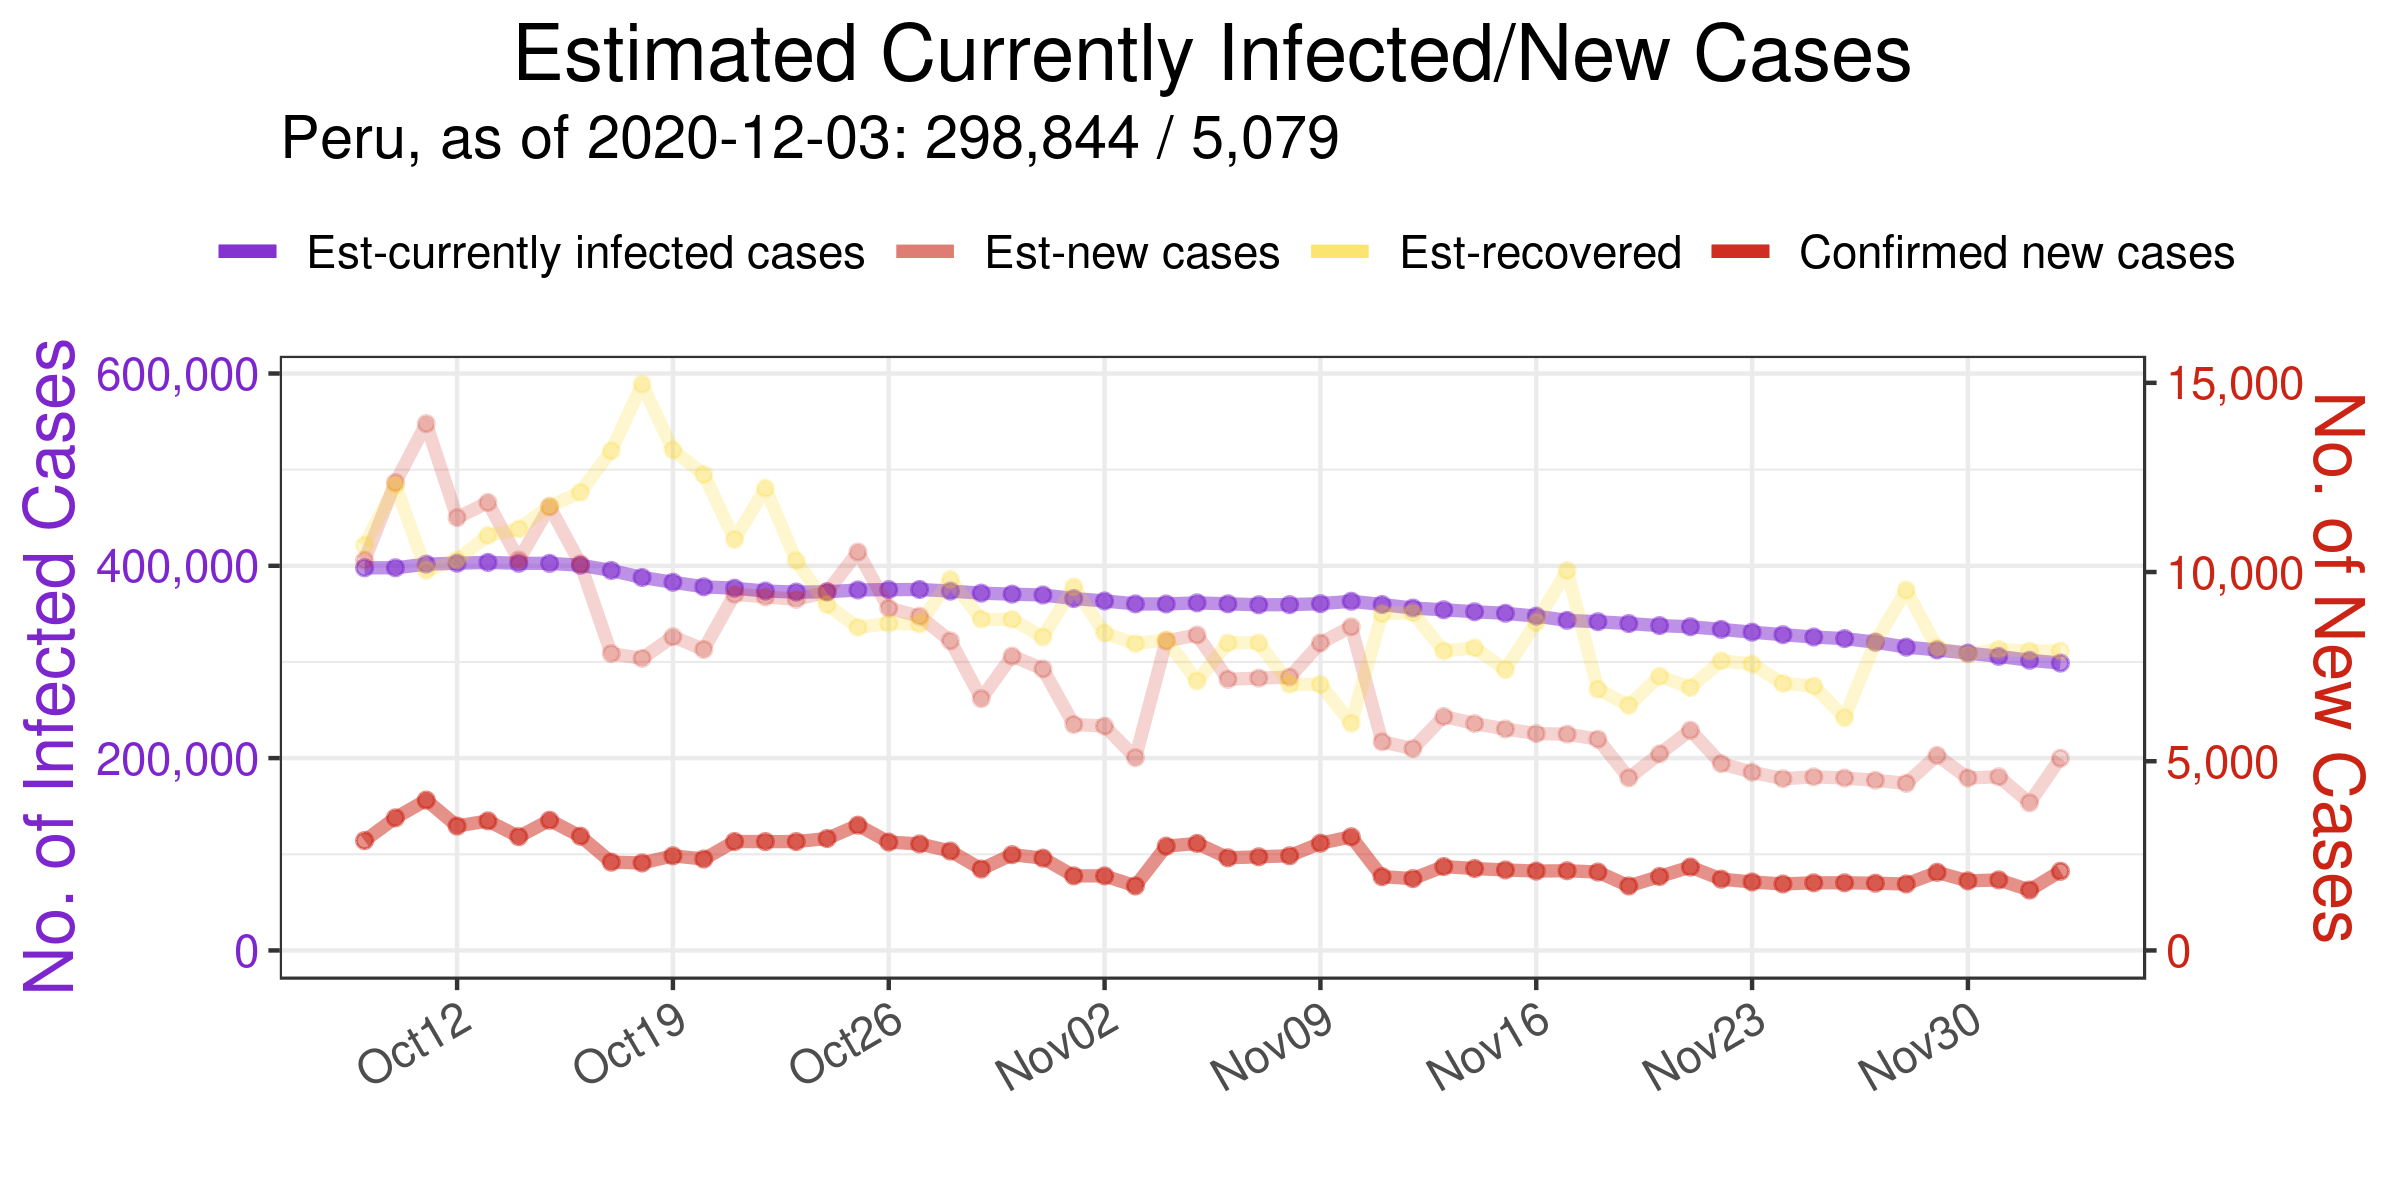 Estimated Currently Infected/New Cases
Peru, as of 2020-12-03: 298,844 / 5,079
Est-currently infected cases Est-new cases Est-recovered Confirmed new cases
No. of Infected Cases
600,000
400,000
200,000
0
15,000
10,000
5,000
0
No. of New Cases
Oct12 Oct19 Oct26 Nov02 Nov09 Nov16 Nov23 Nov30